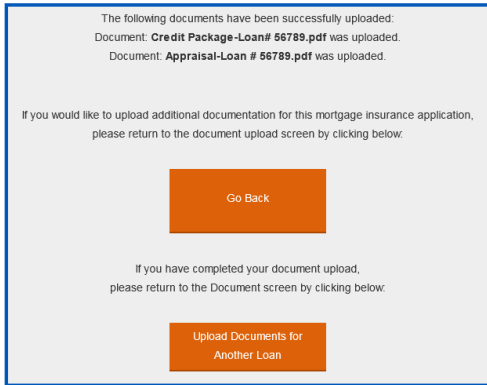 The following documents have been successfully uploaded:
Document: Credit Package-Loan# 56789.pdf was uploaded.
Document: Appraisal-Loan # 56789.pdf was uploaded.
If you would like to upload additional documentation for this mortgage insurance application,
please return to the document upload screen by clicking below:
Go Back
If you have completed your document upload,
please return to the Document screen by clicking below:
Upload Documents for
Another Loan